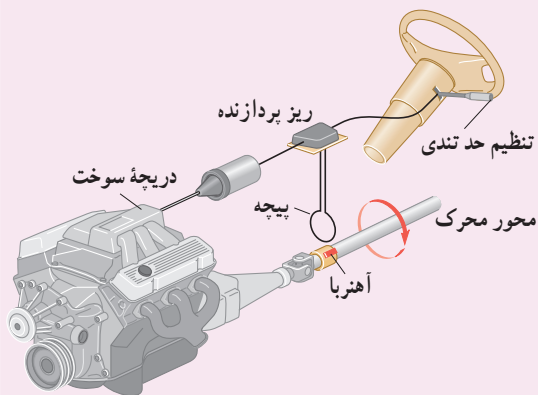 ریز پردازنده
تنظیم حد تندی
دریچهٔ سوخت
پیچه
محور محرک
آهنربا